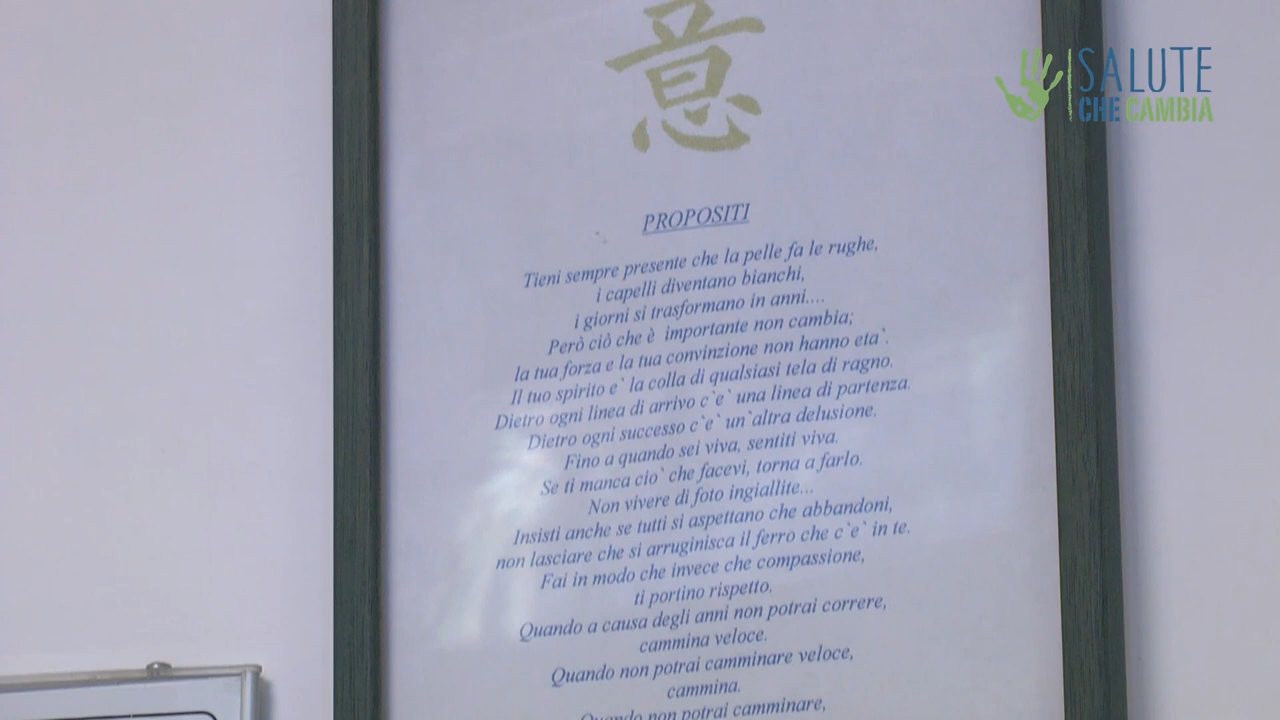 意
SALUTE
CHE CAMBIA
PROPOSITI
Tieni sempre presente che la pelle fa le rughe,
i capelli diventano bianchi,
i giorni si trasformano in anni....
Però ciò che è importante non cambia;
la tua forza e la tua convinzione non hanno eta`.
Il tuo spirito e` la colla di qualsiasi tela di ragno.
Dietro ogni linea di arrivo c`e` una linea di partenza.
Dietro ogni successo c`e` un`altra delusione.
Fino a quando sei viva, sentiti viva.
Se ti manca cio` che facevi, torna a farlo.
Non vivere di foto ingiallite...
Insisti anche se tutti si aspettano che abbandoni,
non lasciare che si arruginisca il ferro che c`e` in te.
Fai in modo che invece che compassione,
ti portino rispetto.
Quando a causa degli anni non potrai correre,
cammina veloce.
Quando non potrai camminare veloce,
cammina.
Quando non potrai camminare,